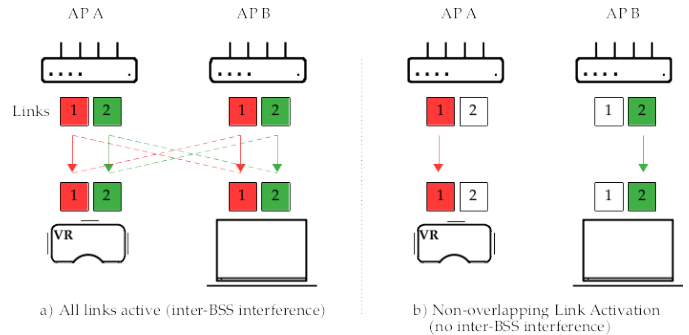 AP A AP B AP A AP B
Links 1 2 1 2 1 2 1 2
1 2 1 2 1 2 1 2
VR VR
a) All links active (inter-BSS interference) b) Non-overlapping Link Activation
(no inter-BSS interference)